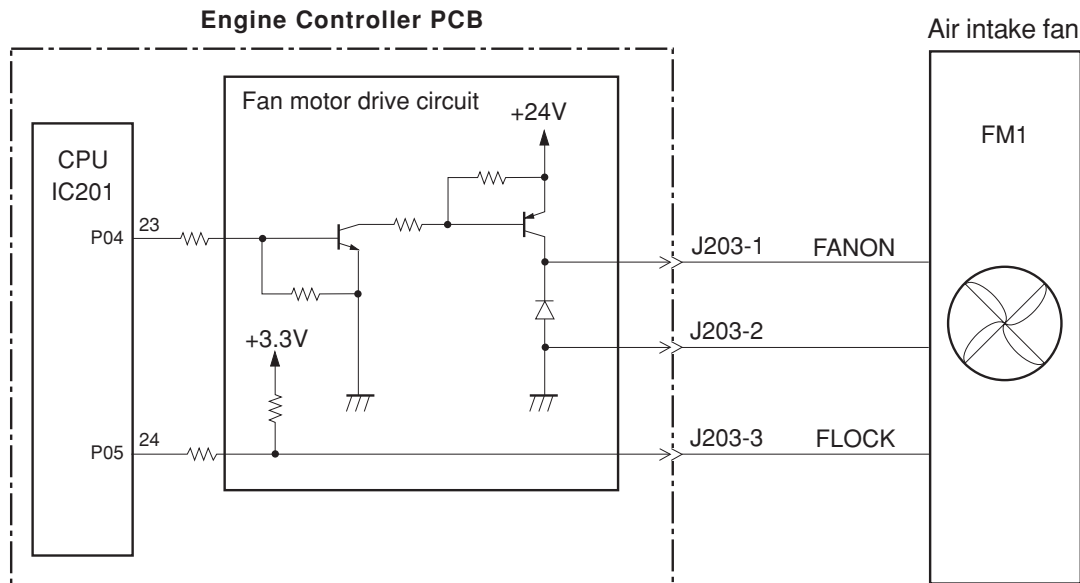 Engine Controller PCB
Air intake fan
Fan motor drive circuit
+24V
FM1
CPU
IC201
P04
23
J203-1
FANON
+3.3V
J203-2
P05
24
J203-3
FLOCK